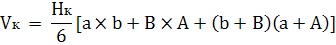 Vк = Hк/6 [a × b + B × A + (b + B)(a + A)]